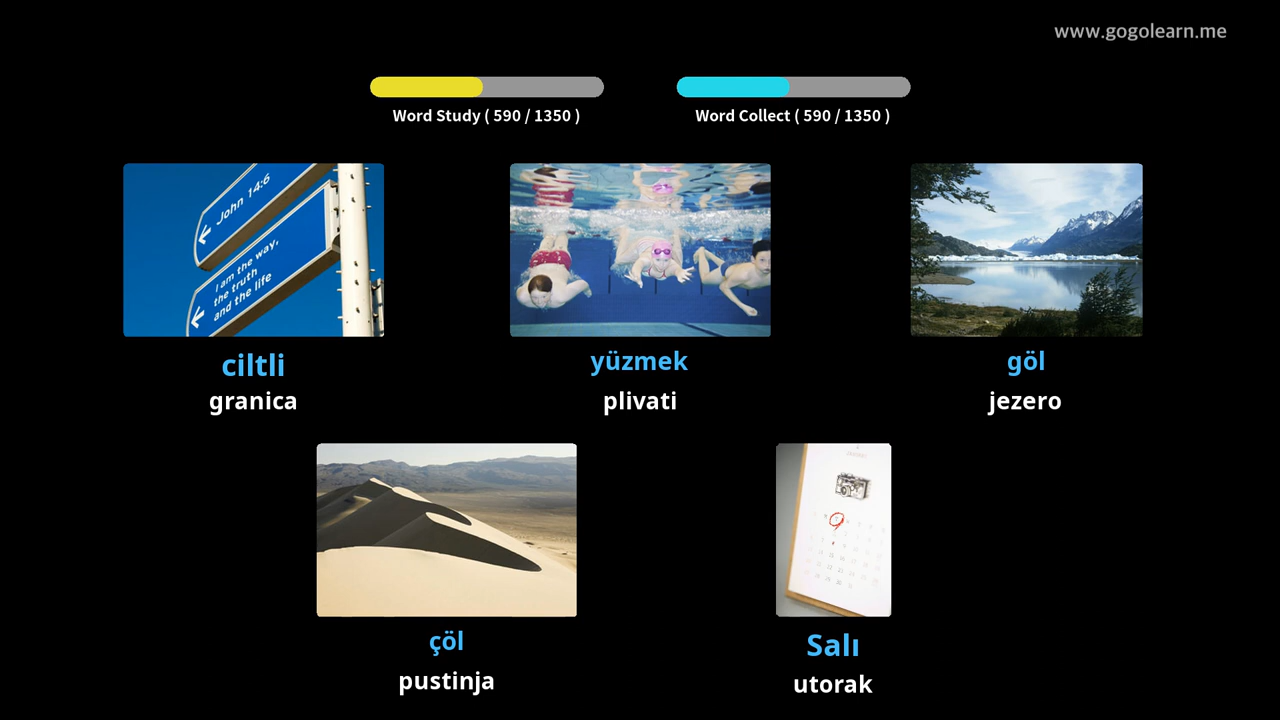 www.gogolearn.me
Word Study ( 590 / 1350 )
Word Collect ( 590 / 1350 )
John 14:6
I am the way,
the truth
and the life
ciltli
granica
yüzmek
plivati
göl
jezero
çöl
pustinja
Salı
utorak